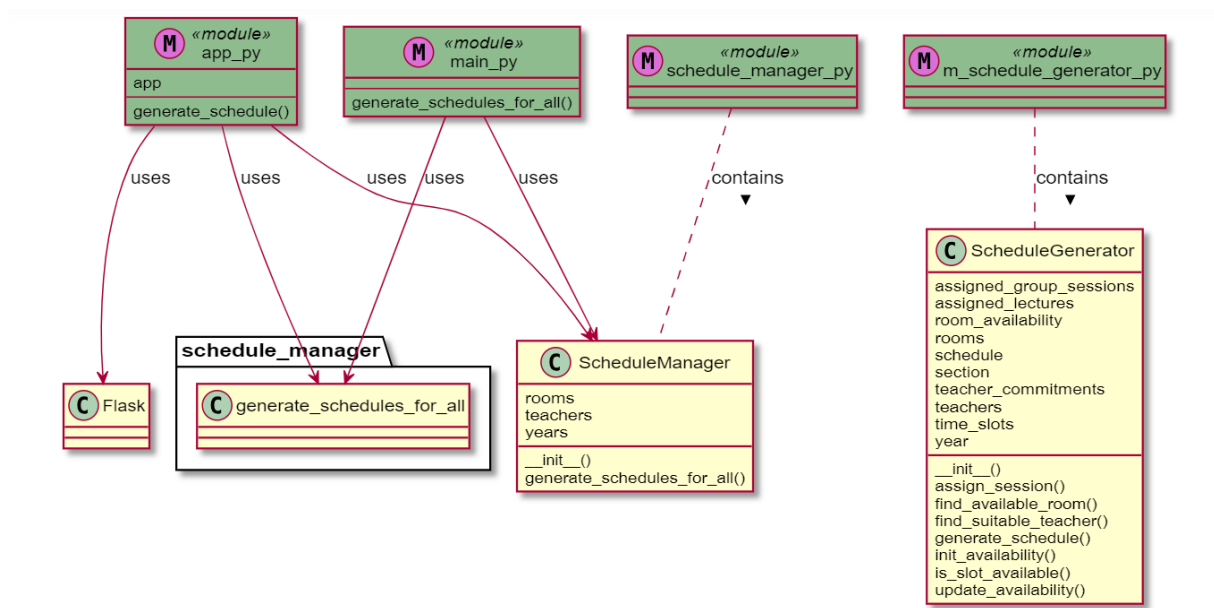 M «module»
app_py
app
generate_schedule()
M «module»
main_py
generate_schedules_for_all()
M «module»
schedule_manager_py
M «module»
m_schedule_generator_py
uses
uses
uses
uses
uses
contains
contains
schedule_manager
C Flask
C generate_schedules_for_all
C ScheduleManager
rooms
teachers
years
__init__()
generate_schedules_for_all()
C ScheduleGenerator
assigned_group_sessions
assigned_lectures
room_availability
rooms
schedule
section
teacher_commitments
teachers
time_slots
year
__init__()
assign_session()
find_available_room()
find_suitable_teacher()
generate_schedule()
init_availability()
is_slot_available()
update_availability()